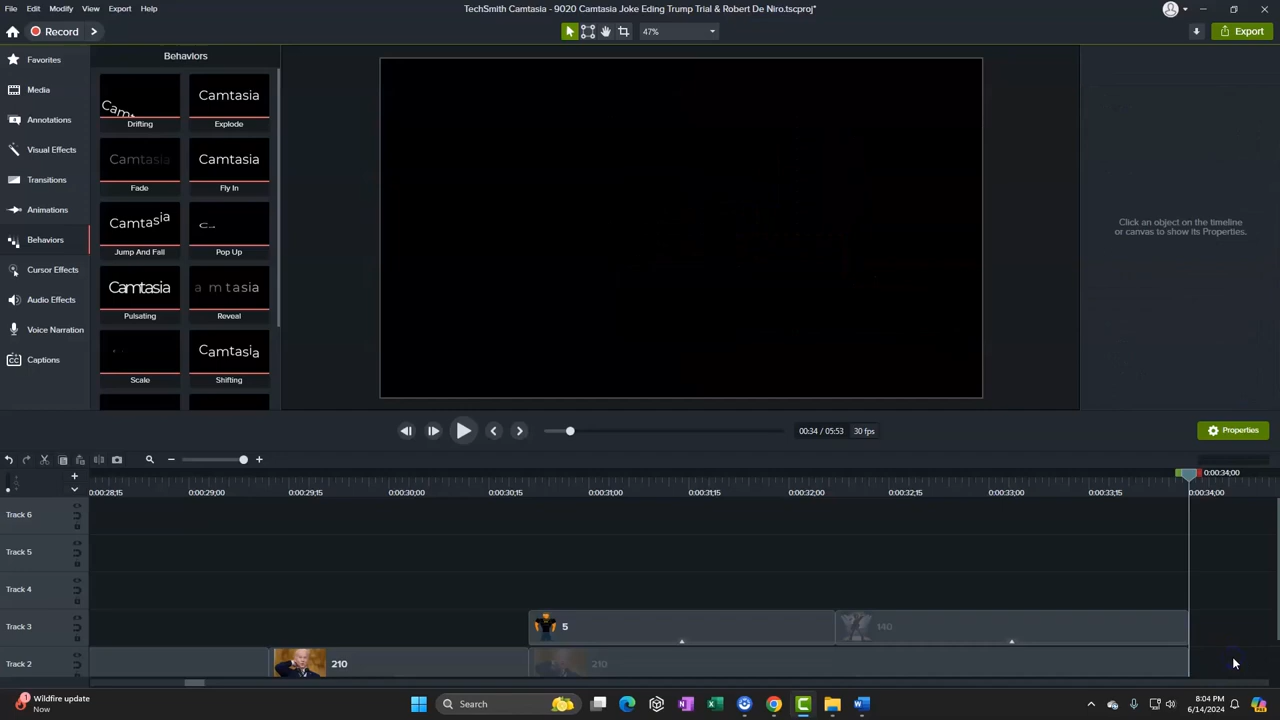 File Edit Modify View Export Help
TechSmith Camtasia - 9020 Camtasia Joke Eding Trump Trial & Robert De Niro.tscproj*
Record
47%
Export
Favorites
Media
Annotations
Visual Effects
Transitions
Animations
Behaviors
Cursor Effects
Audio Effects
Voice Narration
Captions
Behaviors
Camtasia
Drifting
Explode
Camtasia Camtasia
Fade
Fly In
Camtasia
Jump And Fall
Pop Up
Camtasia
Pulsating
Reveal
Camtasia
Scale
Shifting
Click an object on the timeline
or canvas to show its Properties.
00:34 / 05:53 30 fps
Properties
0:00:34;00
0:00:28;15 0:00:29;00 0:00:29;15 0:00:30;00 0:00:30;15 0:00:31;00 0:00:31;15 0:00:32;00 0:00:32;15 0:00:33;00 0:00:33;15 0:00:34;00
Track 6
Track 5
Track 4
Track 3
5
140
Track 2
210
210
1
Wildfire update
Now
Search
8:04 PM
6/14/2024